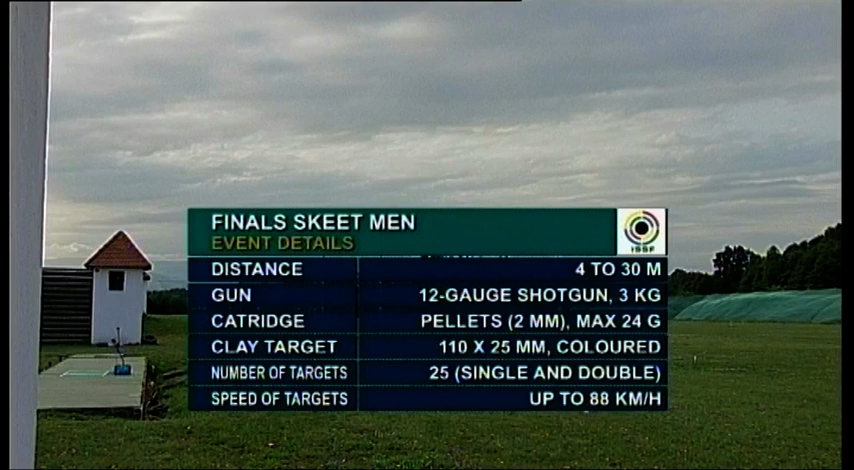 FINALS SKEET MEN
EVENT DETAILS
ISSF
DISTANCE 4 TO 30 M
GUN 12-GAUGE SHOTGUN, 3 KG
CATRIDGE PELLETS (2 MM), MAX 24 G
CLAY TARGET 110 X 25 MM, COLOURED
NUMBER OF TARGETS 25 (SINGLE AND DOUBLE)
SPEED OF TARGETS UP TO 88 KM/H